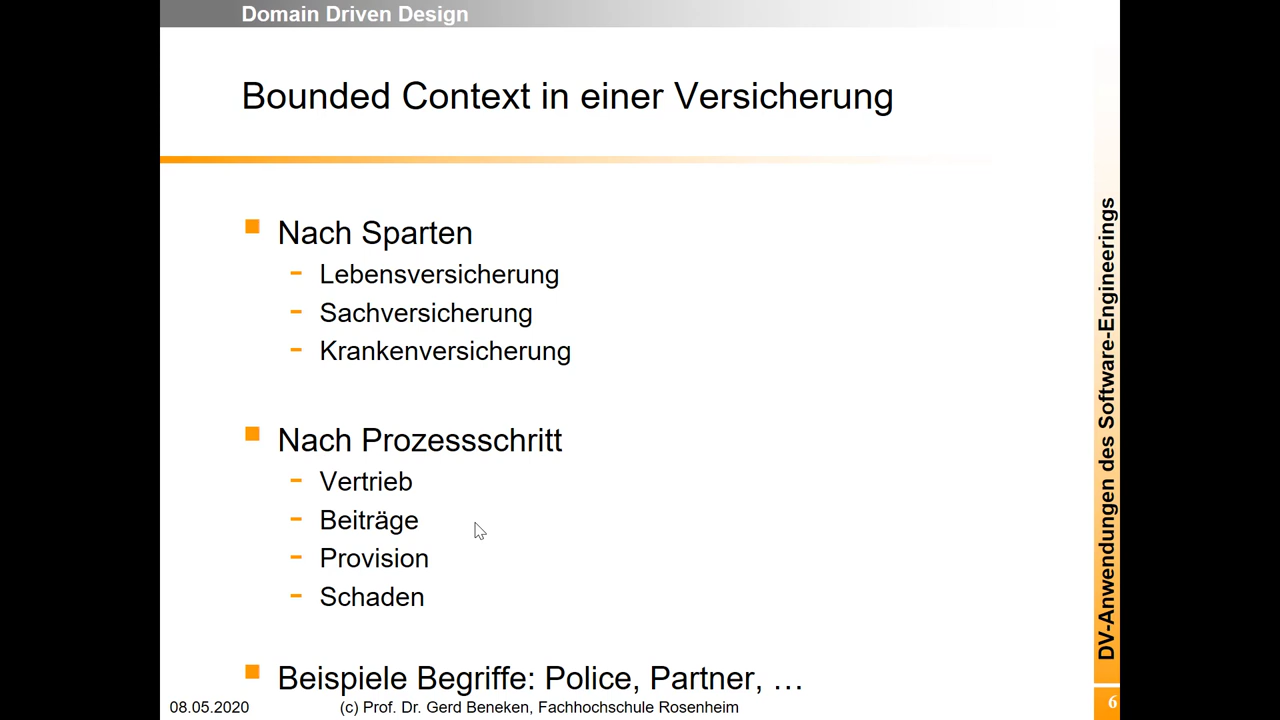 Domain Driven Design
Bounded Context in einer Versicherung
Nach Sparten
- Lebensversicherung
- Sachversicherung
- Krankenversicherung
Nach Prozessschritt
- Vertrieb
- Beiträge
- Provision
- Schaden
Beispiele Begriffe: Police, Partner, …
08.05.2020 (c) Prof. Dr. Gerd Beneken, Fachhochschule Rosenheim
DV-Anwendungen des Software-Engineerings
6